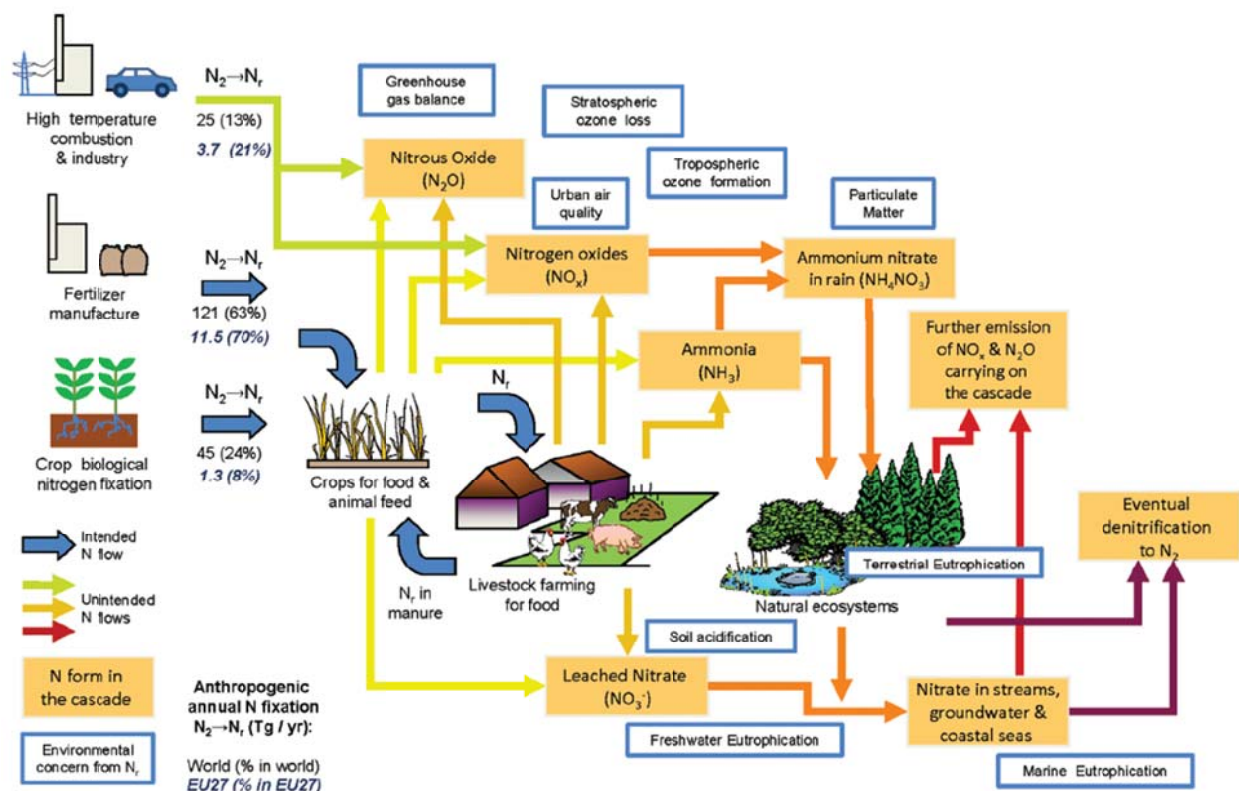 High temperature
combustion
& industry
N₂→Nᵣ
25 (13%)
3.7 (21%)
Fertilizer
manufacture
N₂→Nᵣ
121 (63%)
11.5 (70%)
Crop biological
nitrogen fixation
N₂→Nᵣ
45 (24%)
1.3 (8%)
Greenhouse
gas balance
Stratospheric
ozone loss
Nitrous Oxide
(N₂O)
Tropospheric
ozone formation
Urban air
quality
Particulate
Matter
Nitrogen oxides
(NOₓ)
Ammonium nitrate
in rain (NH4NO₃)
Ammonia
(NH₃)
Further emission
of NOₓ & N₂O
carrying on
the cascade
Nᵣ
Crops for food &
animal feed
Nᵣ in
manure
Livestock farming
for food
Terrestrial Eutrophication
Natural ecosystems
Eventual
denitrification
to N₂
Soil acidification
Leached Nitrate
(NO₃⁻)
Nitrate in streams,
groundwater &
coastal seas
Freshwater Eutrophication
Marine Eutrophication
Intended
N flow
Unintended
N flows
N form in
the cascade
Environmental
concern from Nᵣ
Anthropogenic
annual N fixation
N₂→Nᵣ (Tg / yr):
World (% in world)
EU27 (% in EU27)